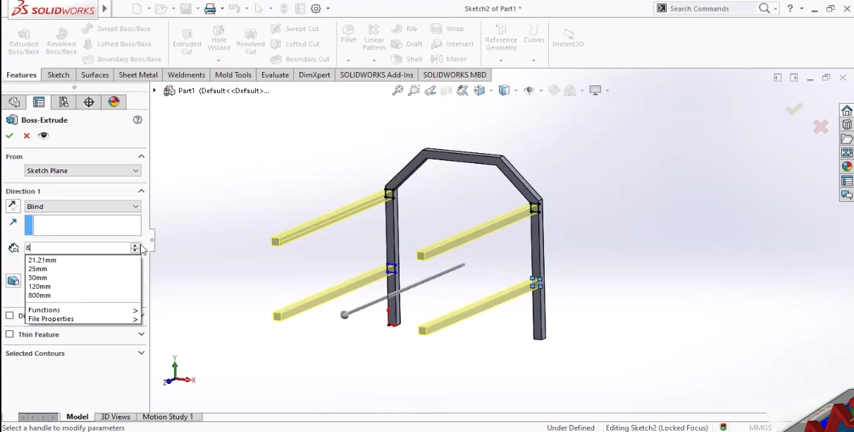 SOLIDWORKS
Sketch2 of Part1 *
Search Commands
Extruded Boss/Base
Revolved Boss/Base
Swept Boss/Base
Lofted Boss/Base
Boundary Boss/Base
Extruded Cut
Hole Wizard
Revolved Cut
Swept Cut
Lofted Cut
Boundary Cut
Fillet
Linear Pattern
Rib
Draft
Shell
Wrap
Intersect
Mirror
Reference Geometry
Curves
Instant3D
Features Sketch Surfaces Sheet Metal Weldments Mold Tools Evaluate DimXpert SOLIDWORKS Add-Ins SOLIDWORKS MBD
Part1 (Default<<Default>...
Boss-Extrude
From
Sketch Plane
Direction 1
Blind
8
21.21mm
25mm
30mm
120mm
800mm
Functions >
File Properties >
Thin Feature
Selected Contours
Y
X
Z
Model 3D Views Motion Study 1
Select a handle to modify parameters
Under Defined Editing Sketch2 (Locked Focus) MMGS